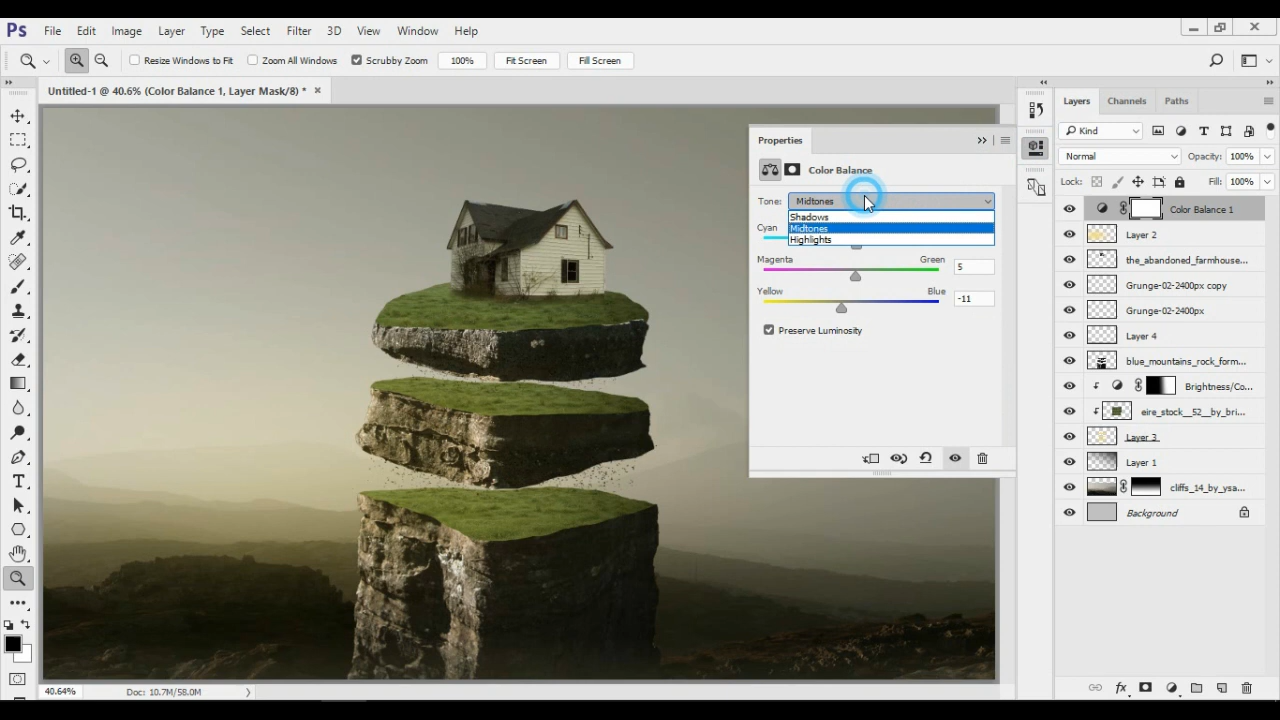 Ps File Edit Image Layer Type Select Filter 3D View Window Help
Resize Windows to Fit Zoom All Windows Scrubby Zoom 100% Fit Screen Fill Screen
Untitled-1 @ 40.6% (Color Balance 1, Layer Mask/8) * ×
Properties
Color Balance
Tone: Midtones
Shadows
Midtones
Highlights
Cyan
Magenta Green 5
Yellow Blue -11
Preserve Luminosity
Layers Channels Paths
Kind
Normal Opacity: 100%
Lock: Fill: 100%
Color Balance 1
Layer 2
the_abandoned_farmhouse...
Grunge-02-2400px copy
Grunge-02-2400px
Layer 4
blue_mountains_rock_form...
Brightness/Co...
eire_stock__52__by_bri...
Layer 3
Layer 1
cliffs_14_by_ysa...
Background
40.64% Doc: 10.7M/58.0M